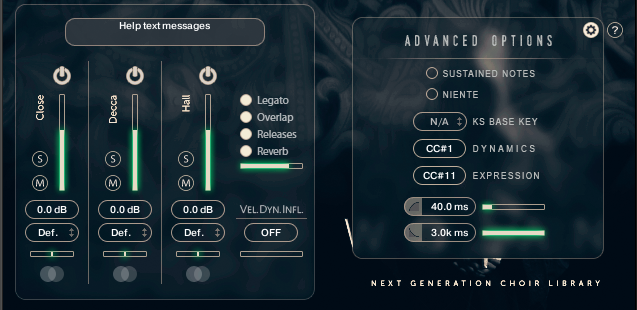 Help text messages
Close
Decca
Hall
S
M
S
M
S
M
0.0 dB
0.0 dB
0.0 dB
Def.
Def.
Def.
Legato
Overlap
Releases
Reverb
VEL.DYN.INFL.
OFF
ADVANCED OPTIONS
?
SUSTAINED NOTES
NIENTE
N/A KS BASE KEY
CC#1 DYNAMICS
CC#11 EXPRESSION
40.0 ms
3.0k ms
NEXT GENERATION CHOIR LIBRARY